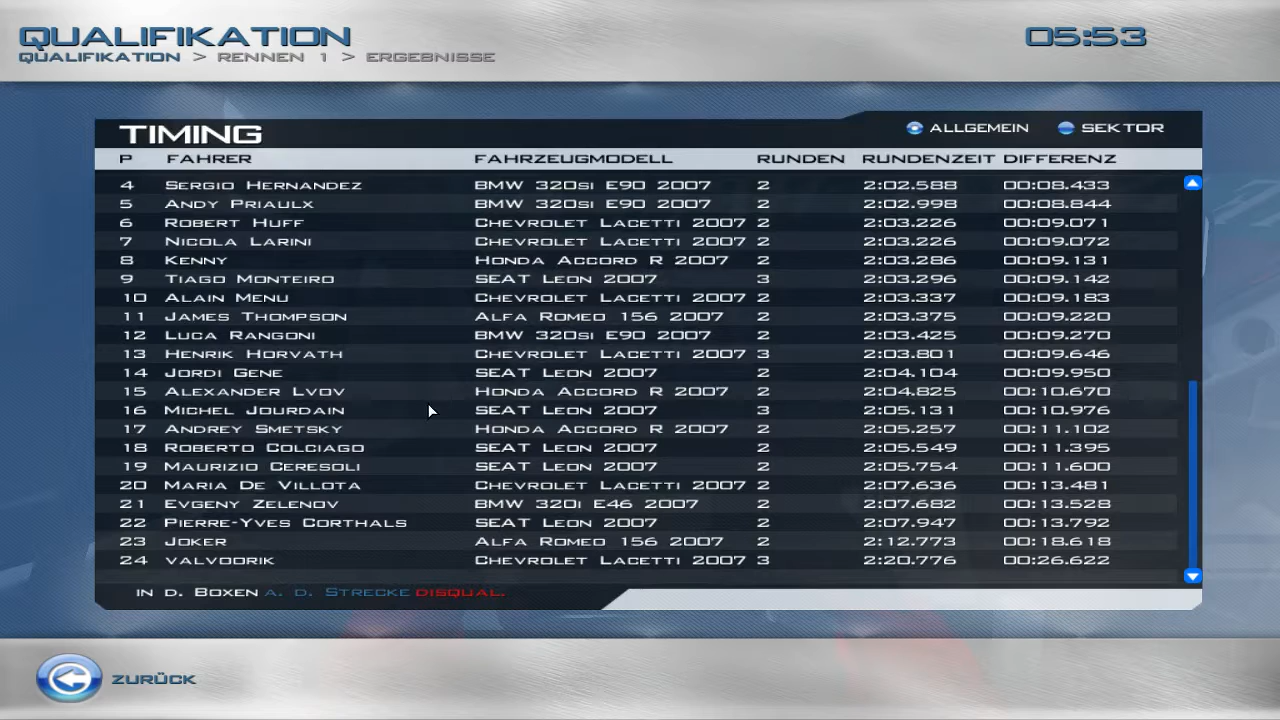 QUALIFIKATION
05:53
QUALIFIKATION > RENNEN 1 > ERGEBNISSE
TIMING
ALLGEMEIN SEKTOR
P FAHRER FAHRZEUGMODELL RUNDEN RUNDENZEIT DIFFERENZ
4 SERGIO HERNANDEZ BMW 320SI E90 2007 2 2:02.588 00:08.433
5 ANDY PRIAULX BMW 320SI E90 2007 2 2:02.998 00:08.844
6 ROBERT HUFF CHEVROLET LACETTI 2007 2 2:03.226 00:09.071
7 NICOLA LARINI CHEVROLET LACETTI 2007 2 2:03.226 00:09.072
8 KENNY HONDA ACCORD R 2007 2 2:03.286 00:09.131
9 TIAGO MONTEIRO SEAT LEON 2007 3 2:03.296 00:09.142
10 ALAIN MENU CHEVROLET LACETTI 2007 2 2:03.337 00:09.183
11 JAMES THOMPSON ALFA ROMEO 156 2007 2 2:03.375 00:09.220
12 LUCA RANGONI BMW 320SI E90 2007 2 2:03.425 00:09.270
13 HENRIK HORVATH CHEVROLET LACETTI 2007 3 2:03.801 00:09.646
14 JORDI GENE SEAT LEON 2007 2 2:04.104 00:09.950
15 ALEXANDER LVOV HONDA ACCORD R 2007 2 2:04.825 00:10.670
16 MICHEL JOURDAIN SEAT LEON 2007 3 2:05.131 00:10.976
17 ANDREY SMETSKY HONDA ACCORD R 2007 2 2:05.257 00:11.102
18 ROBERTO COLCIAGO SEAT LEON 2007 2 2:05.549 00:11.395
19 MAURIZIO CERESOLI SEAT LEON 2007 2 2:05.754 00:11.600
20 MARIA DE VILLOTA CHEVROLET LACETTI 2007 2 2:07.636 00:13.481
21 EVGENY ZELENOV BMW 320I E46 2007 2 2:07.682 00:13.528
22 PIERRE-YVES CORTHALS SEAT LEON 2007 2 2:07.947 00:13.792
23 JOKER ALFA ROMEO 156 2007 2 2:12.773 00:18.618
24 VALVOORIK CHEVROLET LACETTI 2007 3 2:20.776 00:26.622
IN D. BOXEN A. D. STRECKE DISQUAL.
ZURÜCK